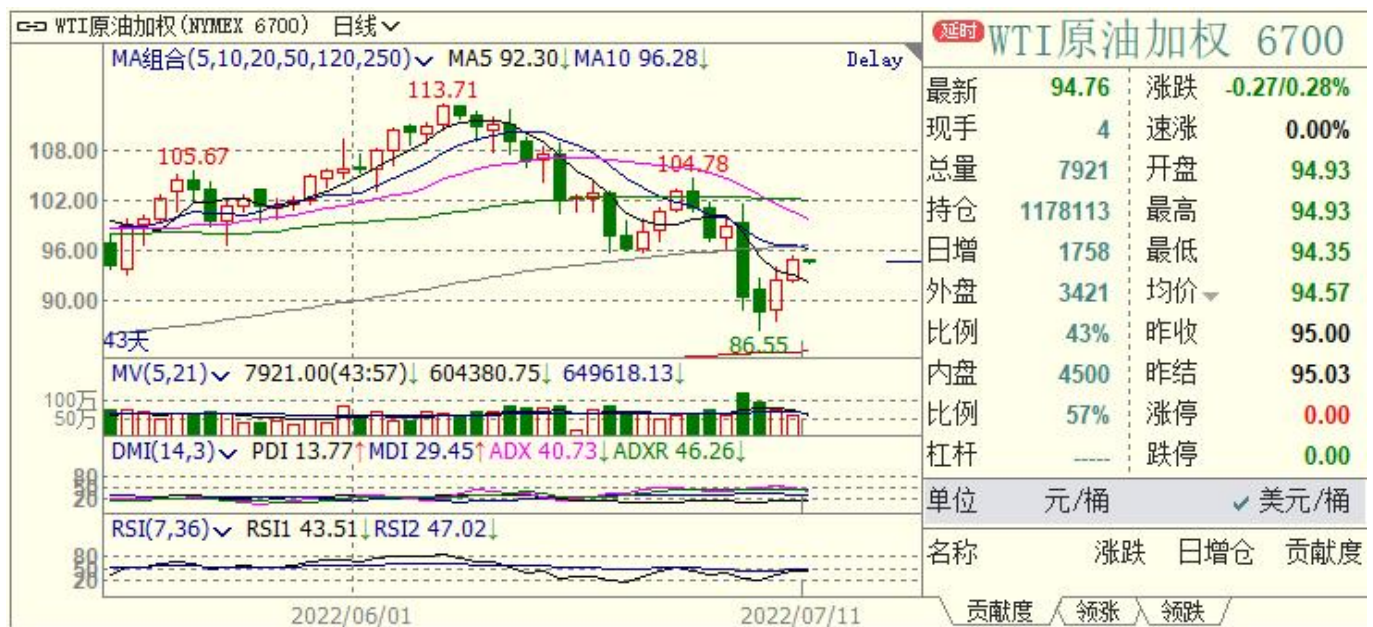 WTI原油加权(NYMEX 6700) 日线
MA组合(5,10,20,50,120,250) MA5 92.30↓MA10 96.28↓ Delay
113.71
108.00
105.67
104.78
102.00
96.00
90.00
43天
86.55
MV(5,21) 7921.00(43:57)↓ 604380.75↓ 649618.13↓
100万
50万
DMI(14,3) PDI 13.77↑MDI 29.45↑ADX 40.73↓ADXR 46.26↓
80
20
RSI(7,36) RSI1 43.51↓RSI2 47.02↓
80
20
2022/06/01 2022/07/11
延时 WTI原油加权 6700
最新 94.76 涨跌 -0.27/0.28%
现手 4 速涨 0.00%
总量 7921 开盘 94.93
持仓 1178113 最高 94.93
日增 1758 最低 94.35
外盘 3421 均价 94.57
比例 43% 昨收 95.00
内盘 4500 昨结 95.03
比例 57% 涨停 0.00
杠杆 ----- 跌停 0.00
单位 元/桶 ✓美元/桶
名称 涨跌 日增仓 贡献度
贡献度 领涨 领跌